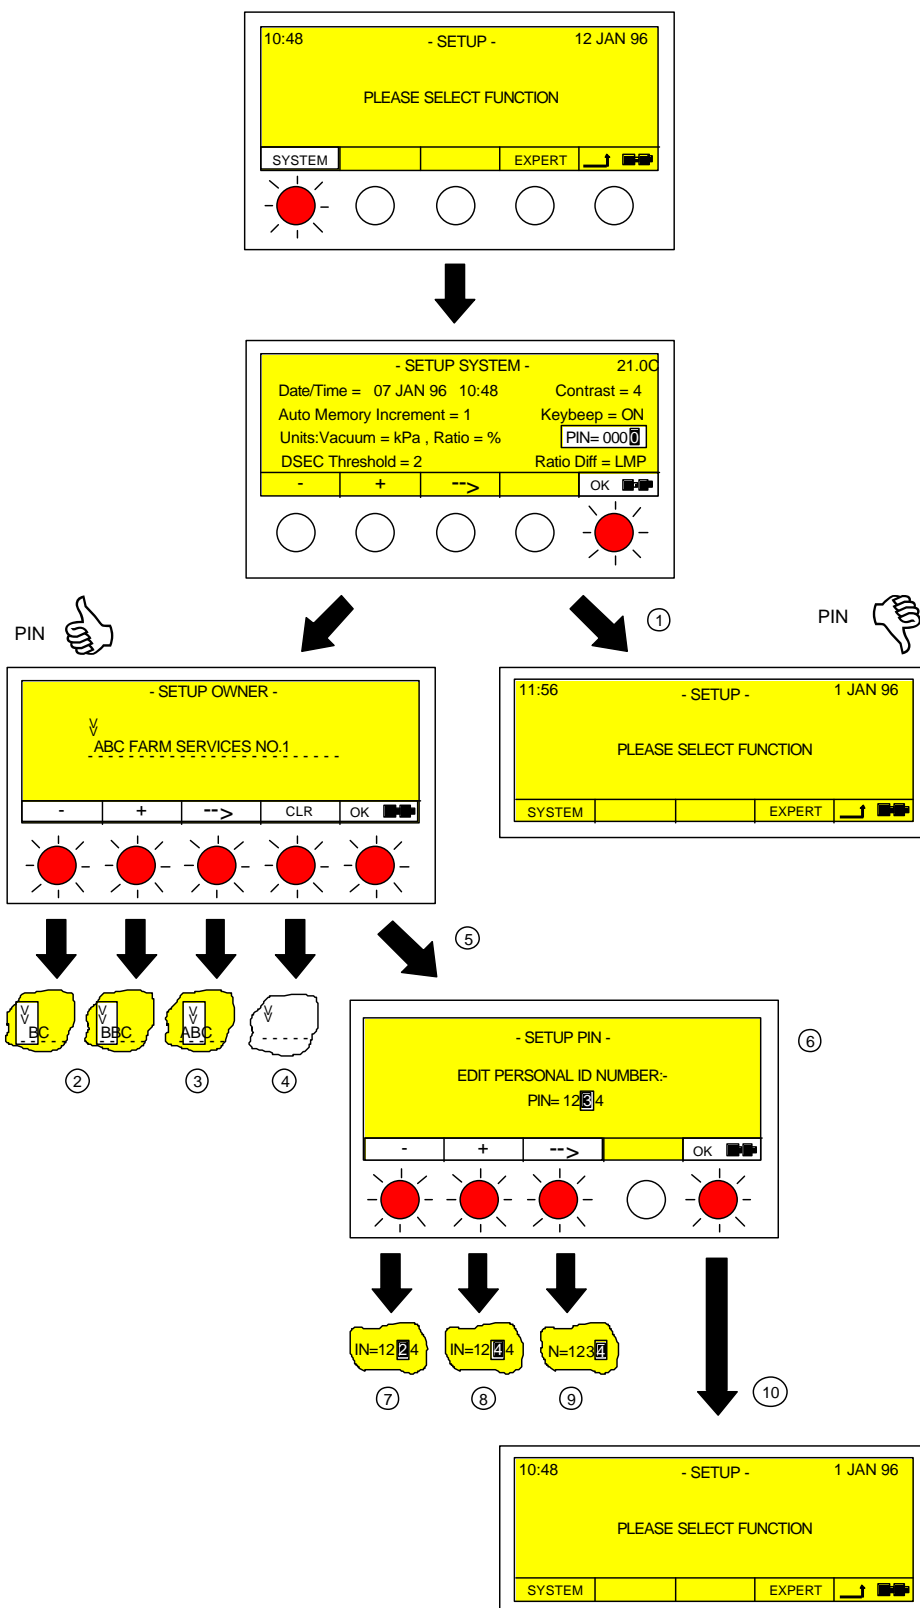 10:48 - SETUP - 12 JAN 96
PLEASE SELECT FUNCTION
SYSTEM EXPERT
- SETUP SYSTEM - 21.0C
Date/Time = 07 JAN 96 10:48 Contrast = 4
Auto Memory Increment = 1 Keybeep = ON
Units:Vacuum = kPa , Ratio = % PIN= 0000
DSEC Threshold = 2 Ratio Diff = LMP
- + --> OK
1
PIN PIN
- SETUP OWNER -
ABC FARM SERVICES NO.1
- + --> CLR OK
11:56 - SETUP - 1 JAN 96
PLEASE SELECT FUNCTION
SYSTEM EXPERT
5
BC BBC ABC
2 3 4
6
- SETUP PIN -
EDIT PERSONAL ID NUMBER:-
PIN= 1234
- + --> OK
IN=1224 IN=1244 N=1234
7 8 9 10
10:48 - SETUP - 1 JAN 96
PLEASE SELECT FUNCTION
SYSTEM EXPERT